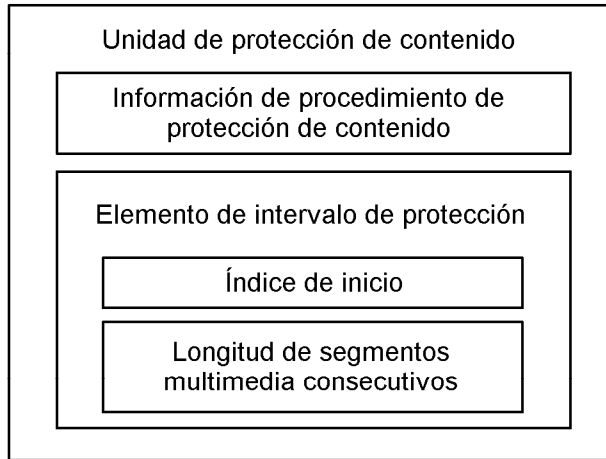 Unidad de protección de contenido
Información de procedimiento de
protección de contenido
Elemento de intervalo de protección
Índice de inicio
Longitud de segmentos
multimedia consecutivos